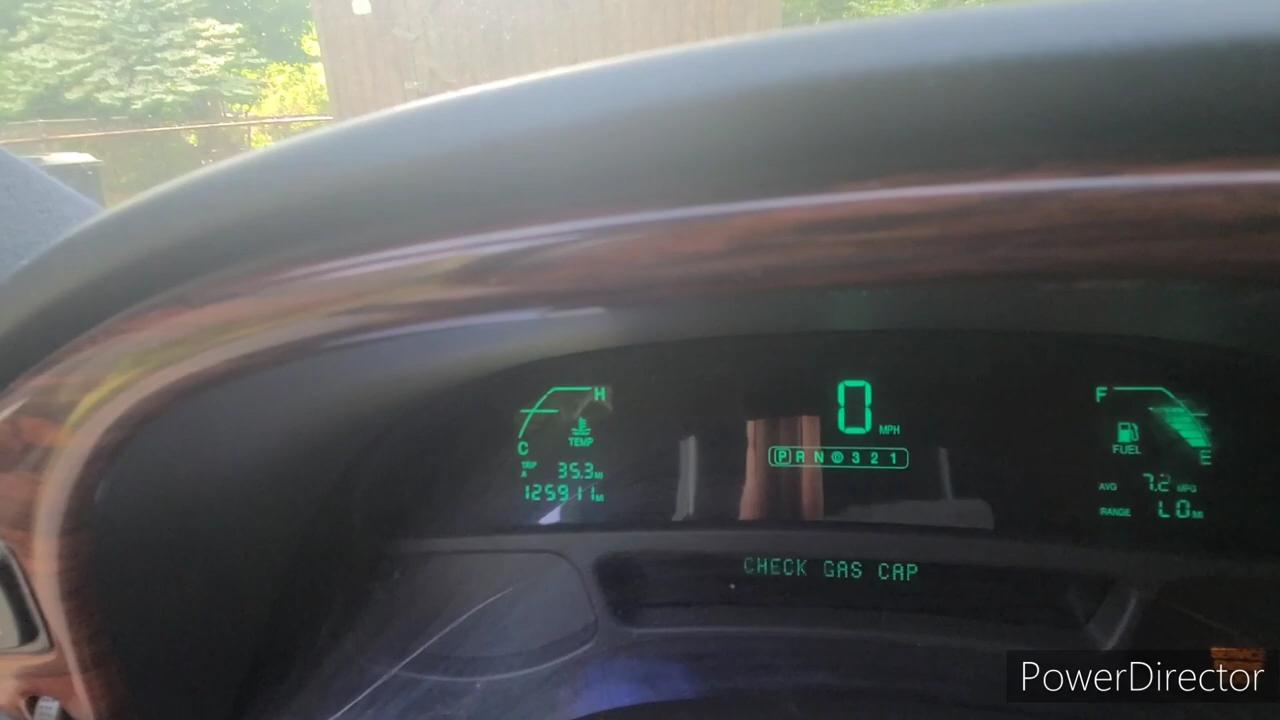 H
C
TEMP
TRIP A 35.3 MI
125911 MI
0 MPH
P R N D 3 2 1
F
FUEL
E
AVG 7.2 MPG
RANGE LO MI
CHECK GAS CAP
PowerDirector